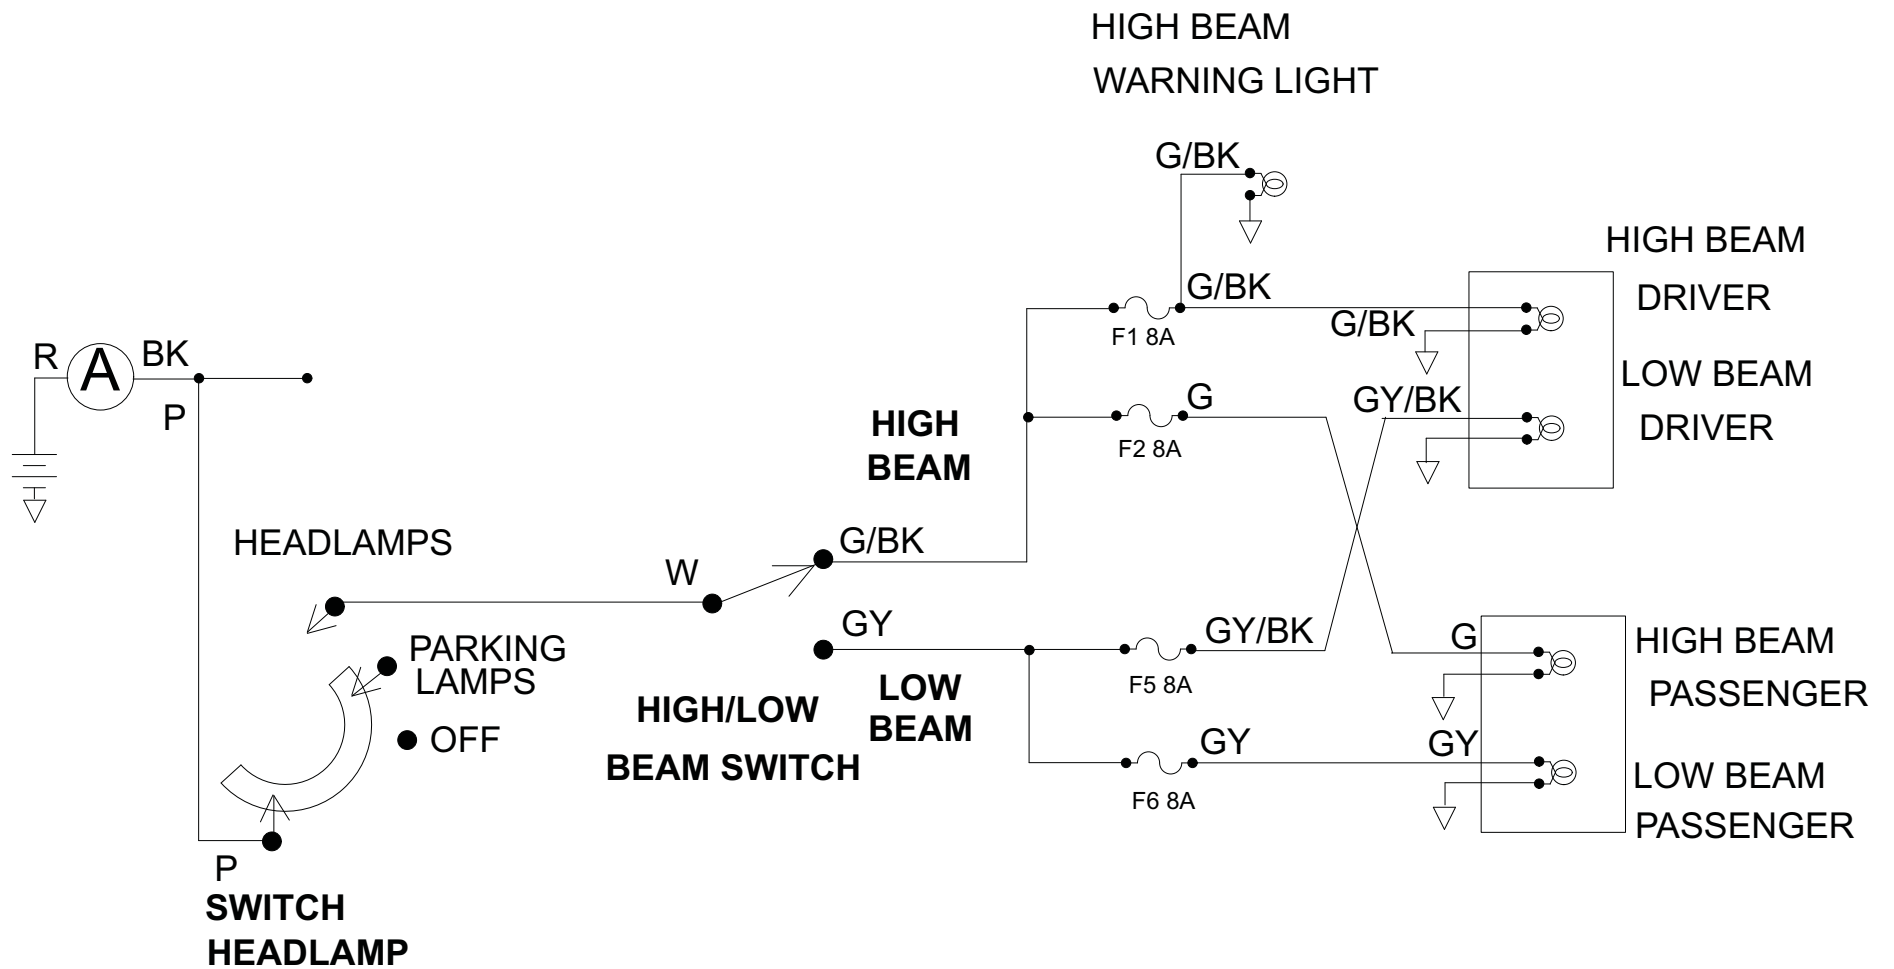 HIGH BEAM
WARNING LIGHT
G/BK
HIGH BEAM
DRIVER
G/BK
F1 8A
G/BK
R
A
BK
P
LOW BEAM
DRIVER
GY/BK
G
F2 8A
HIGH
BEAM
HEADLAMPS
W
G/BK
PARKING
LAMPS
OFF
GY
GY/BK
F5 8A
G
HIGH BEAM
PASSENGER
HIGH/LOW
BEAM SWITCH
LOW
BEAM
GY
GY
F6 8A
LOW BEAM
PASSENGER
P
SWITCH
HEADLAMP